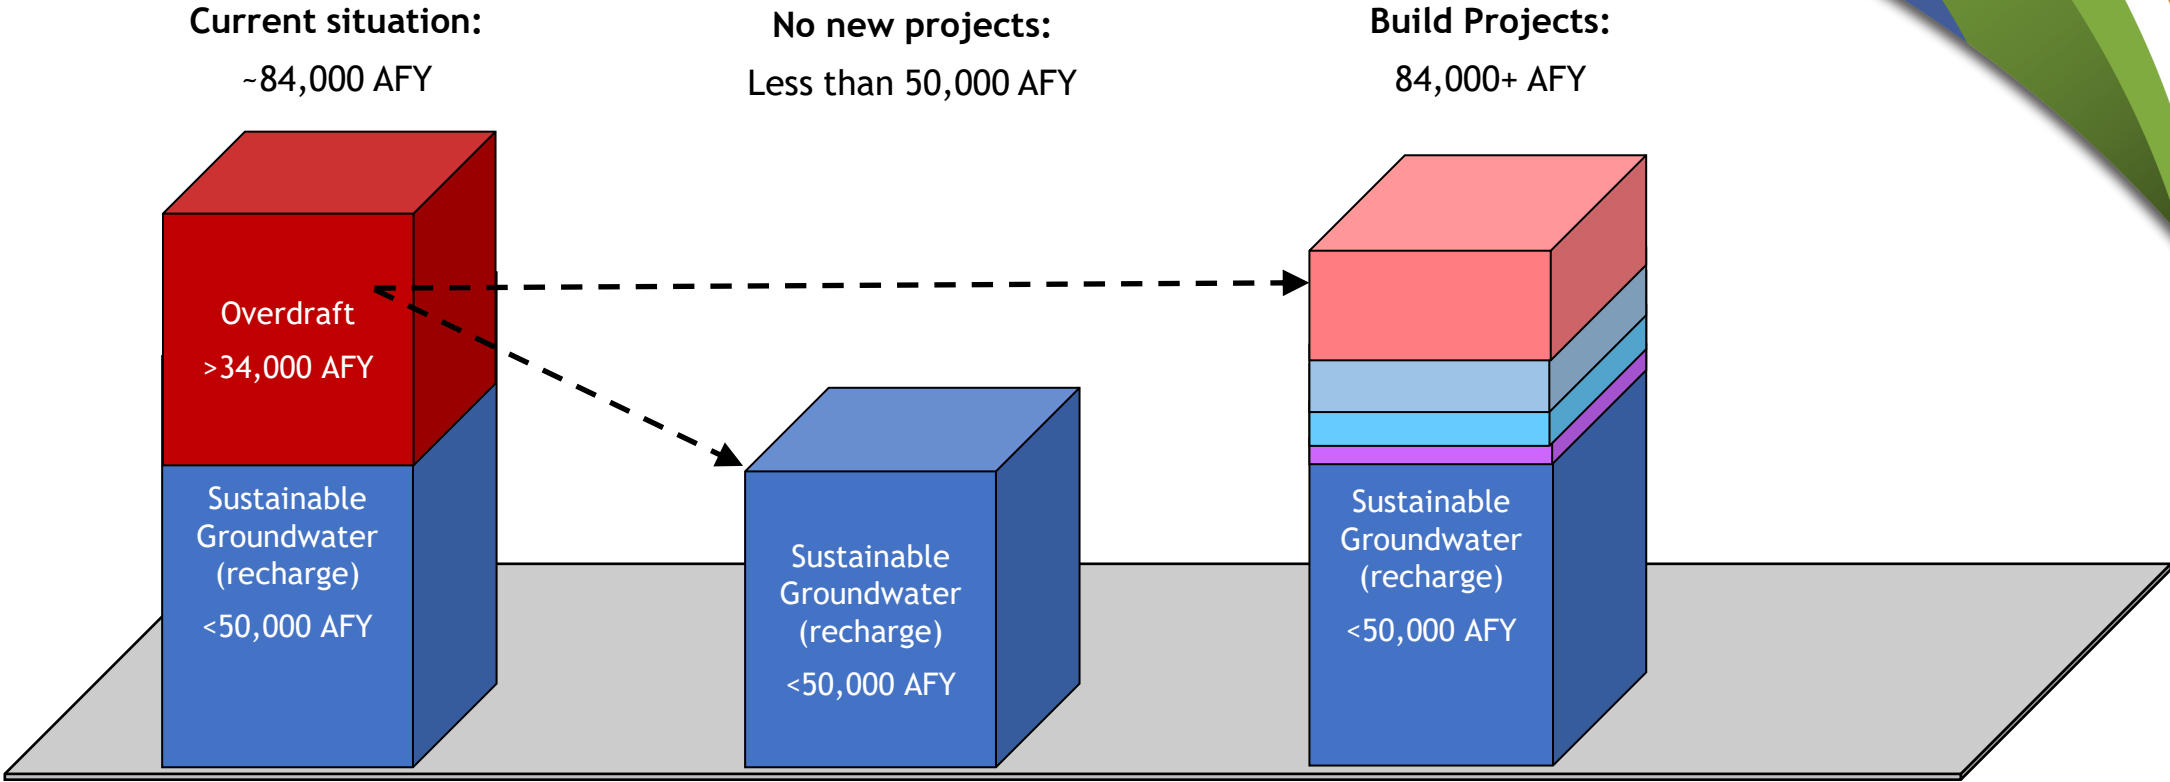 Current situation:
~84,000 AFY
No new projects:
Less than 50,000 AFY
Build Projects:
84,000+ AFY
Overdraft
>34,000 AFY
Sustainable
Groundwater
(recharge)
<50,000 AFY
Sustainable
Groundwater
(recharge)
<50,000 AFY
Sustainable
Groundwater
(recharge)
<50,000 AFY